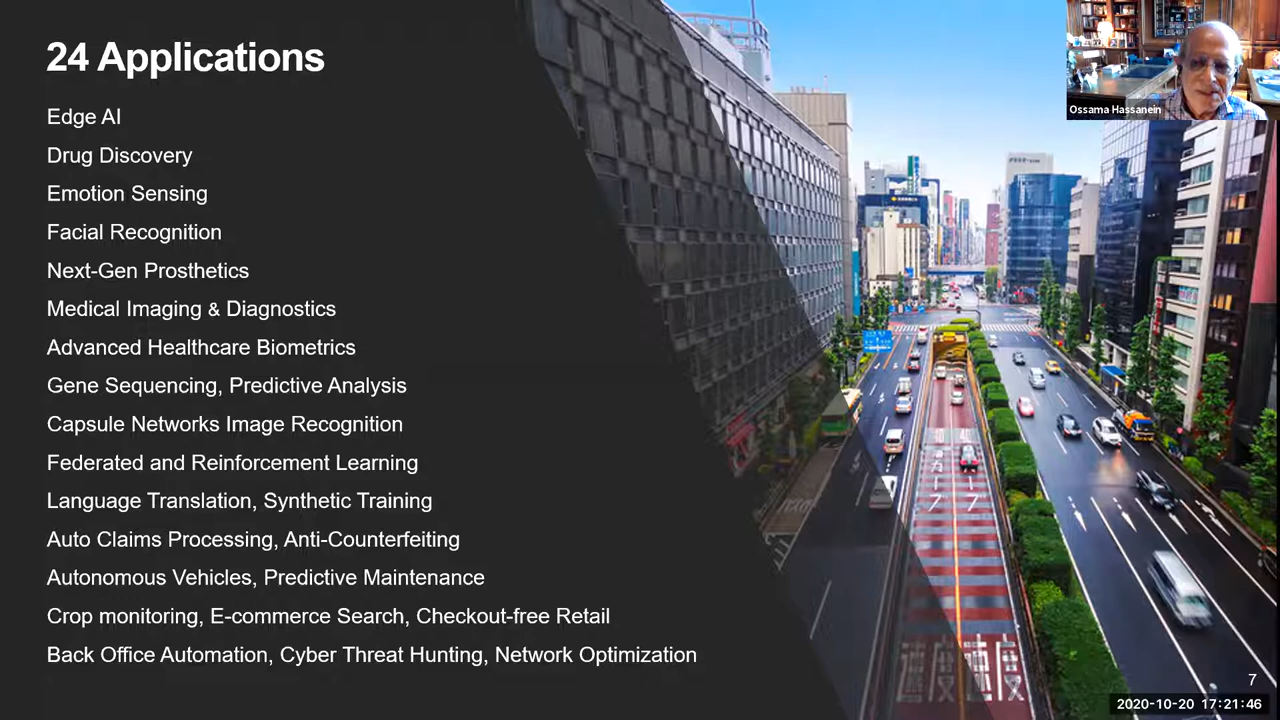 24 Applications
Edge AI
Drug Discovery
Emotion Sensing
Facial Recognition
Next-Gen Prosthetics
Medical Imaging & Diagnostics
Advanced Healthcare Biometrics
Gene Sequencing, Predictive Analysis
Capsule Networks Image Recognition
Federated and Reinforcement Learning
Language Translation, Synthetic Training
Auto Claims Processing, Anti-Counterfeiting
Autonomous Vehicles, Predictive Maintenance
Crop monitoring, E-commerce Search, Checkout-free Retail
Back Office Automation, Cyber Threat Hunting, Network Optimization
Ossama Hassanein
7
2020-10-20 17:21:46